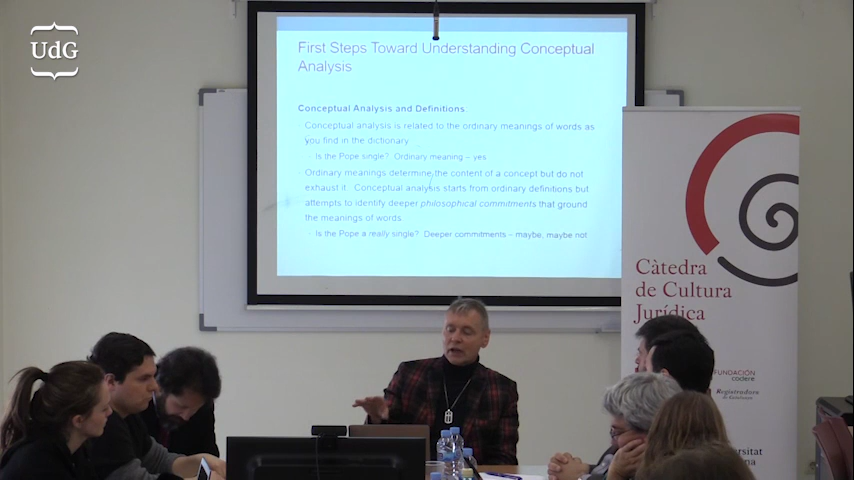 UdG
First Steps Toward Understanding Conceptual
Analysis
Conceptual Analysis and Definitions.
Conceptual analysis is related to the ordinary meanings of words as
you find in the dictionary
Is the Pope single? Ordinary meaning – yes
Ordinary meanings determine the content of a concept but do not
exhaust it. Conceptual analysis starts from ordinary definitions but
attempts to identify deeper philosophical commitments that ground
the meanings of words
Is the Pope a really single? Deeper commitments – maybe, maybe not
Càtedra
de Cultura
Jurídica
FUNDACIÓN
codere
Registradors
de Catalunya